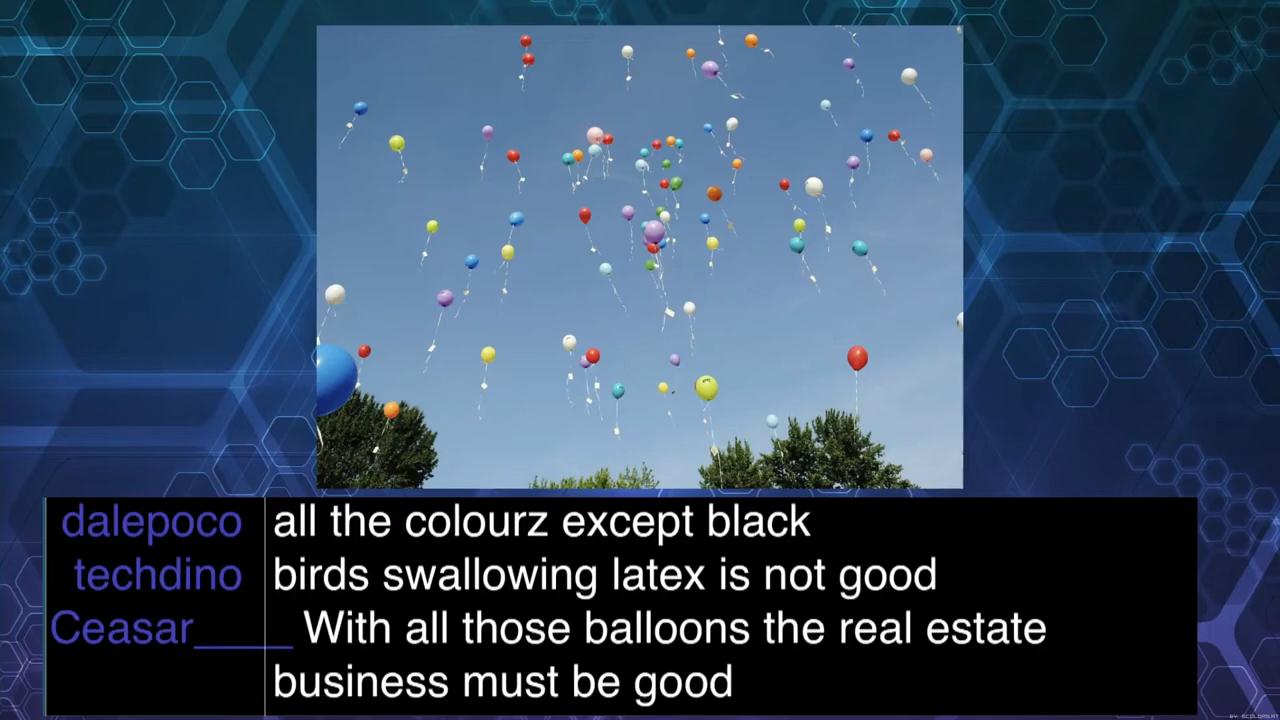 dalepoco all the colourz except black
techdino birds swallowing latex is not good
Ceasar_____ With all those balloons the real estate
business must be good